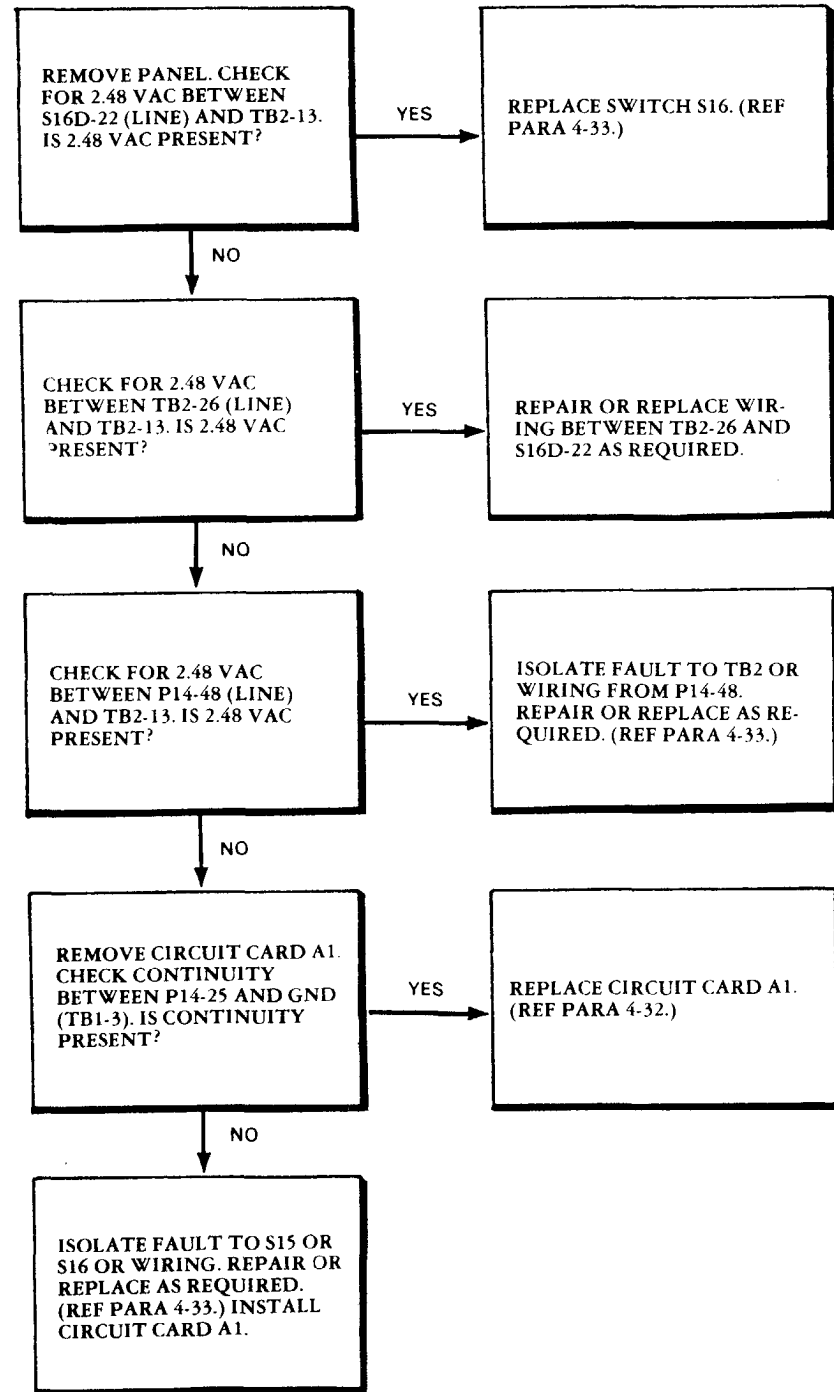 REMOVE PANEL. CHECK
FOR 2.48 VAC BETWEEN
S16D-22 (LINE) AND TB2-13.
IS 2.48 VAC PRESENT?
YES
REPLACE SWITCH S16. (REF
PARA 4-33.)
NO
CHECK FOR 2.48 VAC
BETWEEN TB2-26 (LINE)
AND TB2-13. IS 2.48 VAC
PRESENT?
YES
REPAIR OR REPLACE WIR-
ING BETWEEN TB2-26 AND
S16D-22 AS REQUIRED.
NO
CHECK FOR 2.48 VAC
BETWEEN P14-48 (LINE)
AND TB2-13. IS 2.48 VAC
PRESENT?
YES
ISOLATE FAULT TO TB2 OR
WIRING FROM P14-48.
REPAIR OR REPLACE AS RE-
QUIRED. (REF PARA 4-33.)
NO
REMOVE CIRCUIT CARD A1.
CHECK CONTINUITY
BETWEEN P14-25 AND GND
(TB1-3). IS CONTINUITY
PRESENT?
YES
REPLACE CIRCUIT CARD A1.
(REF PARA 4-32.)
NO
ISOLATE FAULT TO S15 OR
S16 OR WIRING. REPAIR OR
REPLACE AS REQUIRED.
(REF PARA 4-33.) INSTALL
CIRCUIT CARD A1.